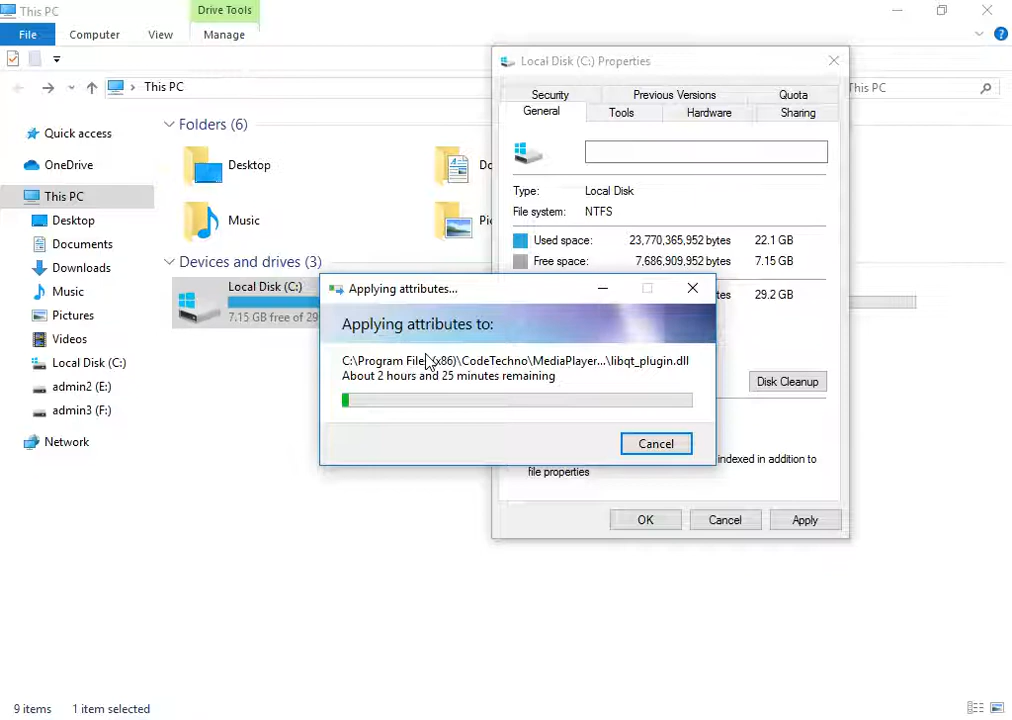 This PC
Drive Tools
File
Computer
View
Manage
This PC
This PC
Quick access
OneDrive
This PC
Desktop
Documents
Downloads
Music
Pictures
Videos
Local Disk (C:)
admin2 (E:)
admin3 (F:)
Network
Folders (6)
Desktop
Do
Music
Pic
Devices and drives (3)
Local Disk (C:)
7.15 GB free of 29
Local Disk (C:) Properties
Security
Previous Versions
Quota
General
Tools
Hardware
Sharing
Type:
Local Disk
File system:
NTFS
Used space:
23,770,365,952 bytes
22.1 GB
Free space:
7,686,909,952 bytes
7.15 GB
tes
29.2 GB
Disk Cleanup
indexed in addition to
file properties
OK
Cancel
Apply
Applying attributes...
Applying attributes to:
C:\Program Files (x86)\CodeTechno\MediaPlayer...\libqt_plugin.dll
About 2 hours and 25 minutes remaining
Cancel
9 items
1 item selected